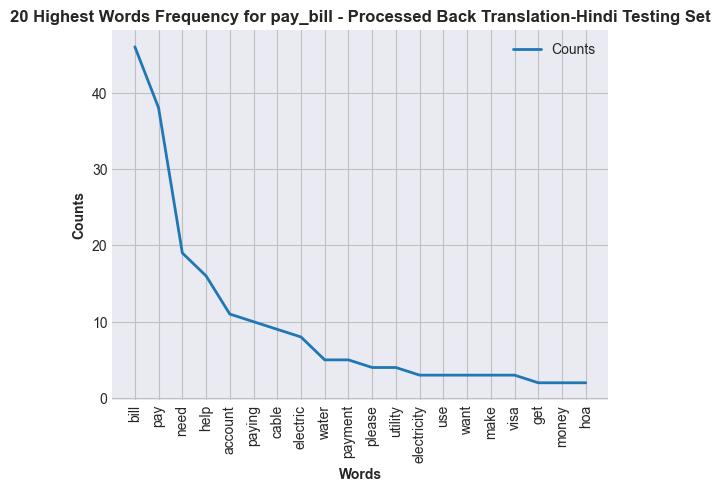 20 Highest Words Frequency for pay_bill - Processed Back Translation-Hindi Testing Set
Counts
Counts
40
30
20
10
0
bill
pay
need
help
account
paying
cable
electric
water
payment
please
utility
electricity
use
want
make
visa
get
money
hoa
Words